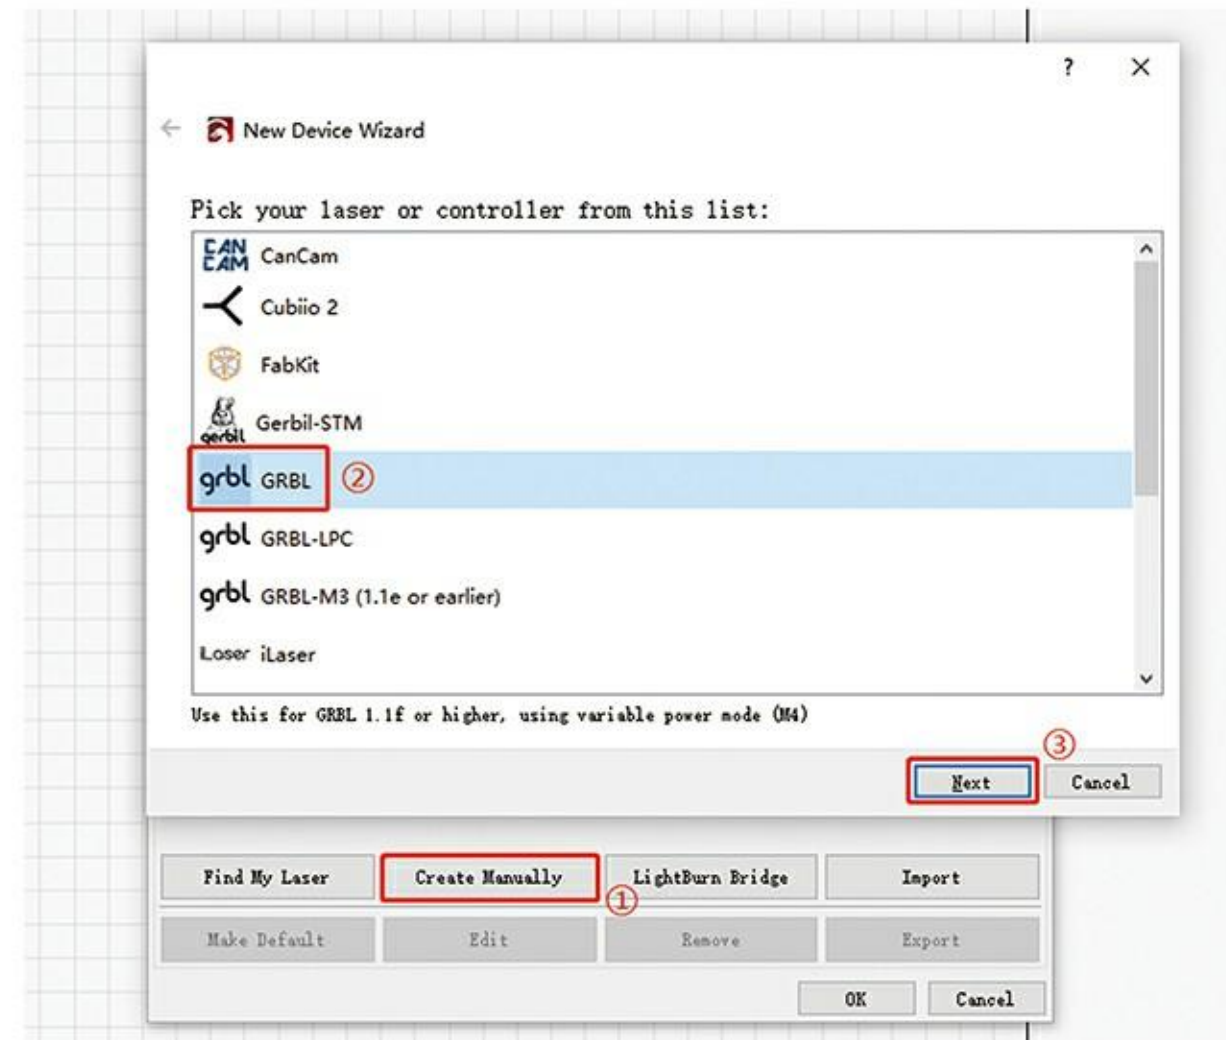 ?
New Device Wizard
Pick your laser or controller from this list:
CAN CAM CanCam
Cubiio 2
FabKit
gerbil Gerbil-STM
grbl GRBL ②
grbl GRBL-LPC
grbl GRBL-M3 (1.1e or earlier)
iLaser iLaser
Use this for GRBL 1.1f or higher, using variable power mode (M4)
③
Next Cancel
Find My Laser Create Manually LightBurn Bridge Import
①
Make Default Edit Remove Export
OK Cancel